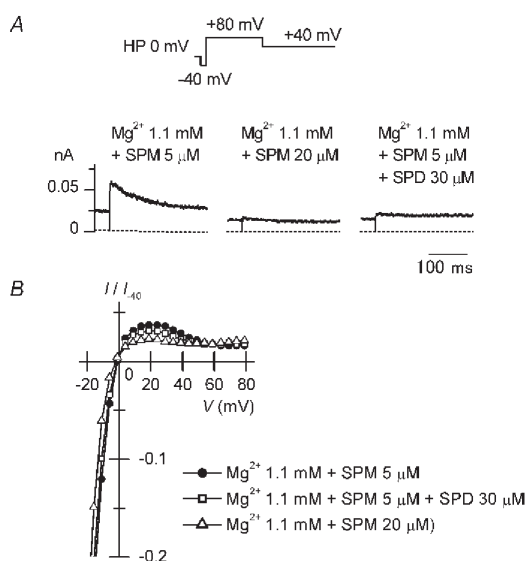 A
+80 mV
HP 0 mV
+40 mV
-40 mV
Mg²⁺ 1.1 mM
+ SPM 5 μM
Mg²⁺ 1.1 mM
+ SPM 20 μM
Mg²⁺ 1.1 mM
+ SPM 5 μM
+ SPD 30 μM
nA
0.05
0
100 ms
B
I / I-40
-20
0
20
40
60
80
V (mV)
-0.1
-0.2
Mg²⁺ 1.1 mM + SPM 5 μM
Mg²⁺ 1.1 mM + SPM 5 μM + SPD 30 μM
Mg²⁺ 1.1 mM + SPM 20 μM)